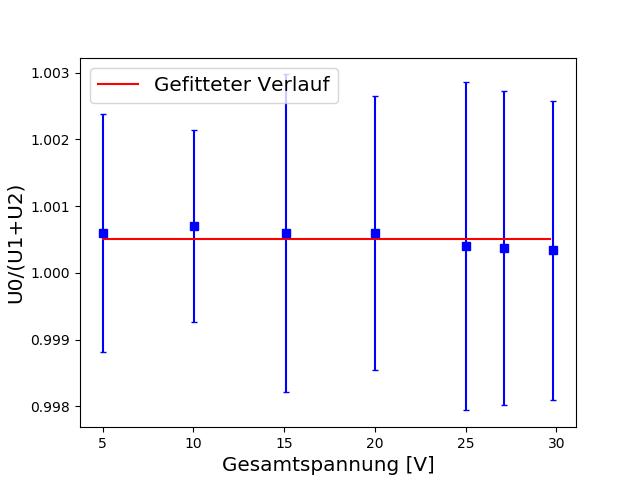 Gefitteter Verlauf
1.003
1.002
1.001
1.000
0.999
0.998
U0/(U1+U2)
5 10 15 20 25 30
Gesamtspannung [V]